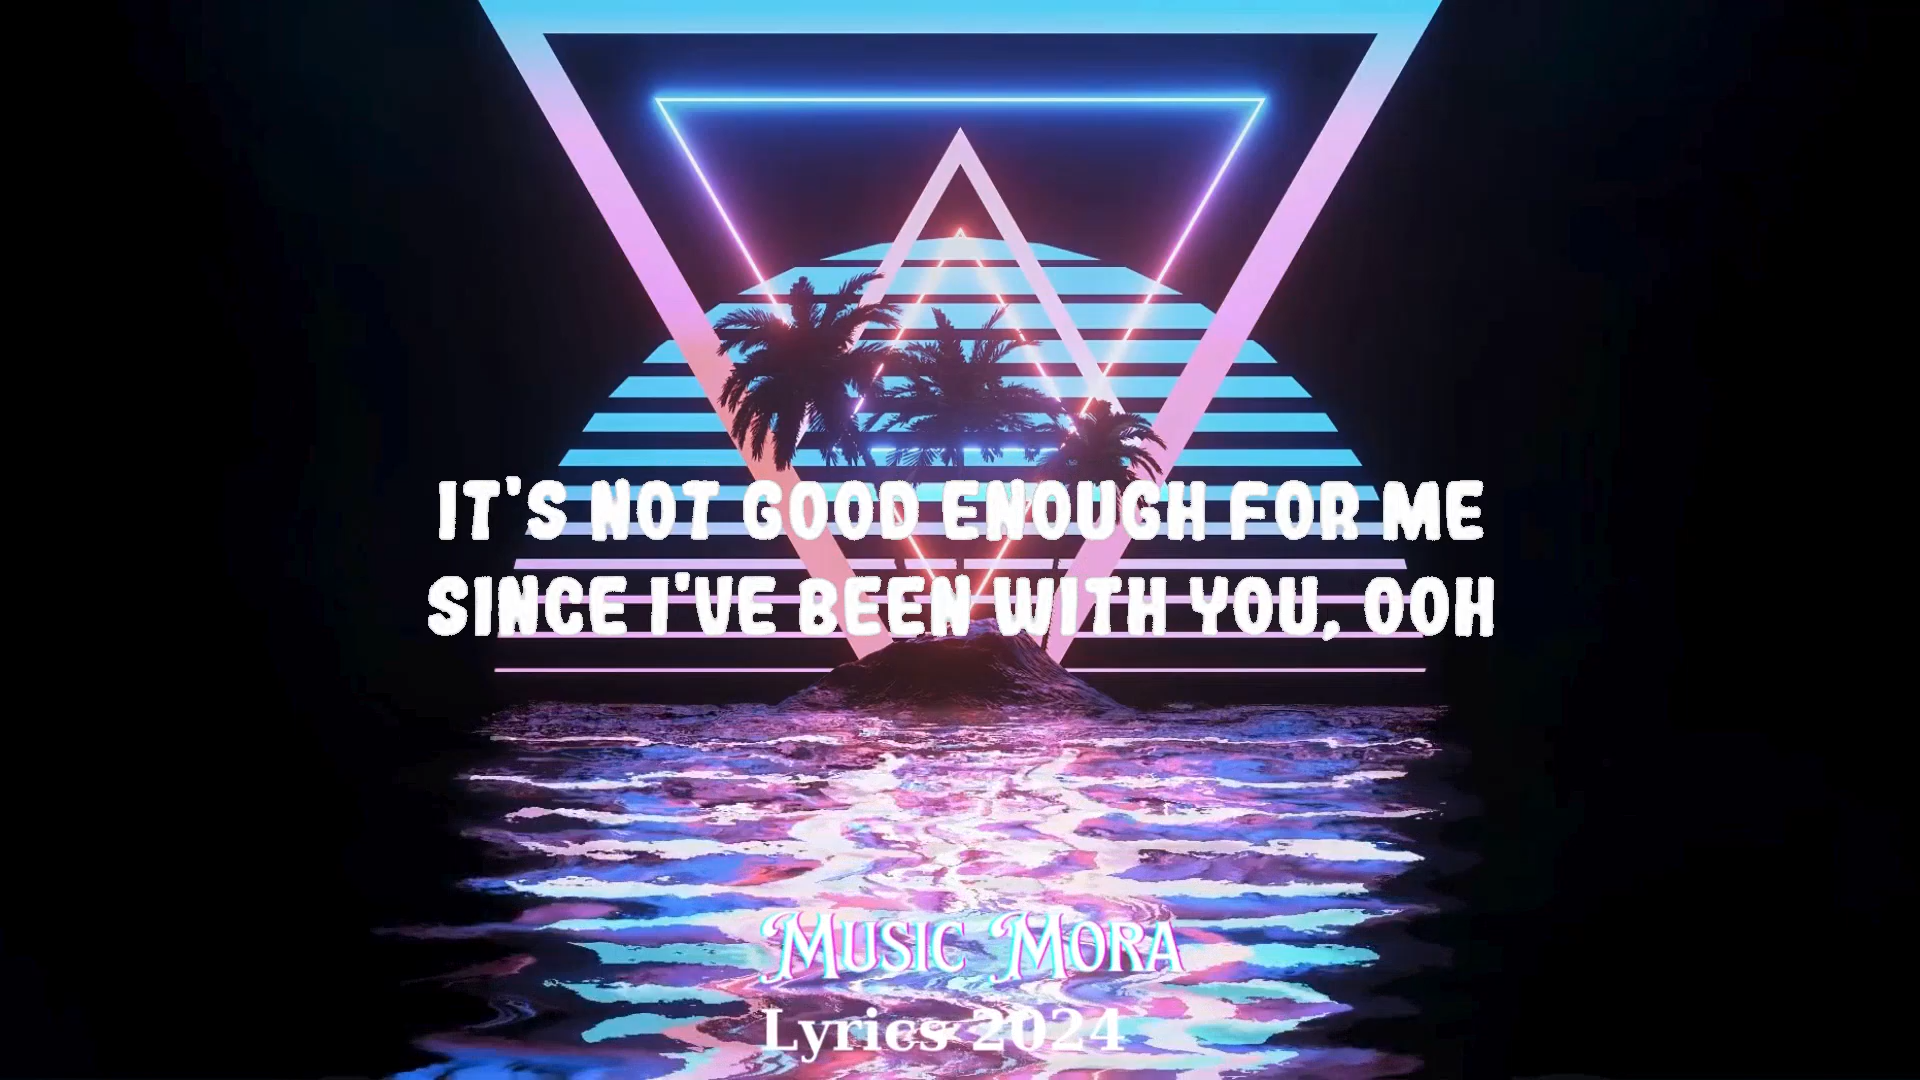 IT'S NOT GOOD ENOUGH FOR ME
SINCE I'VE BEEN WITH YOU, OOH
MUSIC MORA
Lyrics 2024